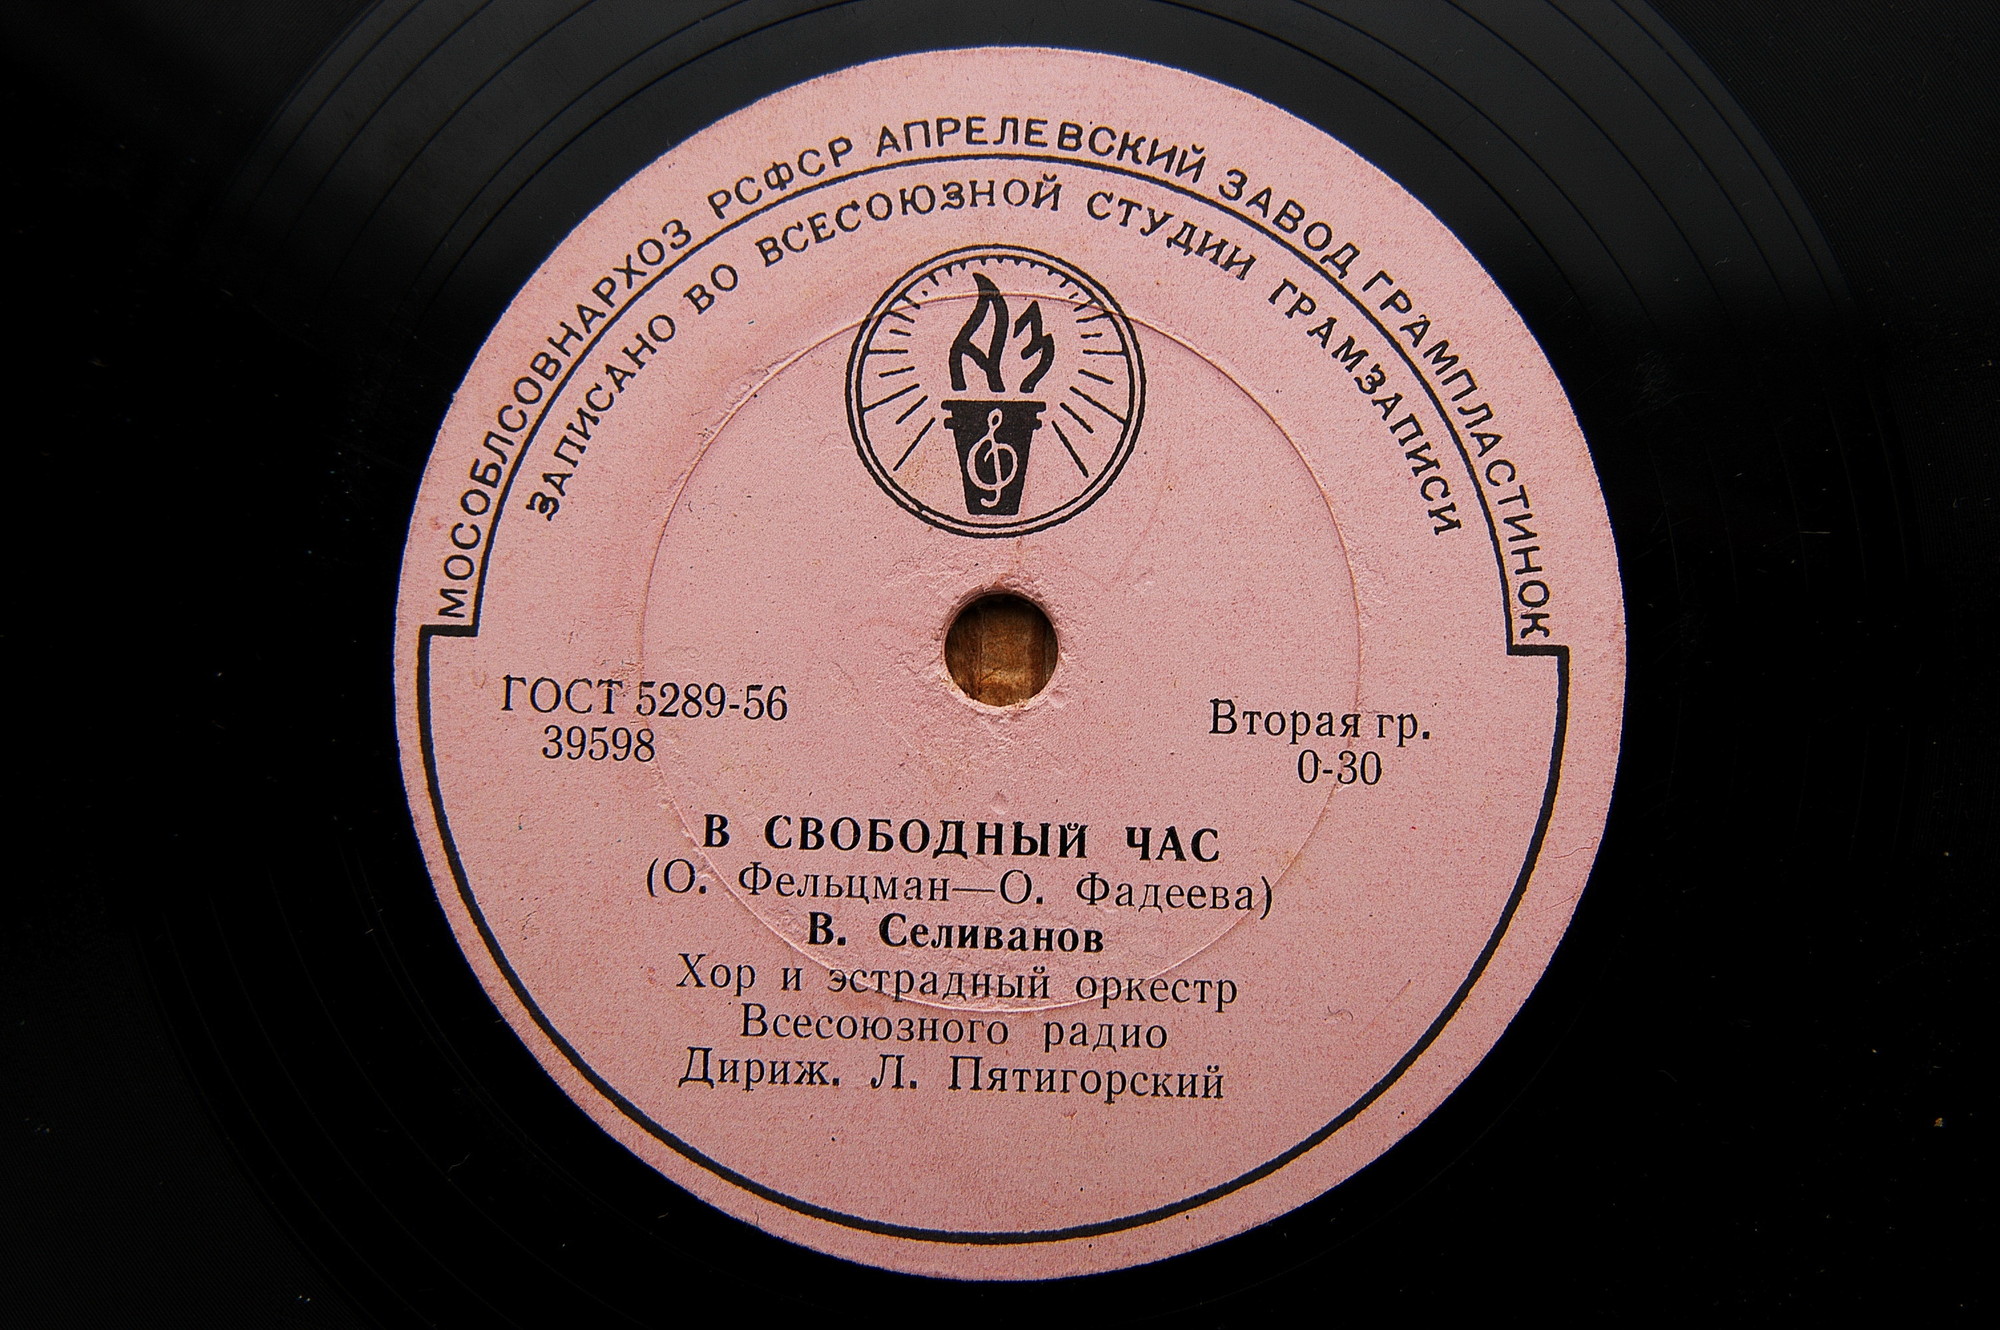 МОСОБЛСОВНАРХОЗ РСФСР АПРЕЛЕВСКИЙ ЗАВОД ГРАМПЛАСТИНОК
ЗАПИСАНО ВО ВСЕСОЮЗНОЙ СТУДИИ ГРАМЗАПИСИ
АЗ
ГОСТ 5289-56
39598
Вторая гр.
0-30
В СВОБОДНЫЙ ЧАС
(О. Фельцман—О. Фадеева)
В. Селиванов
Хор и эстрадный оркестр
Всесоюзного радио
Дириж. Л. Пятигорский